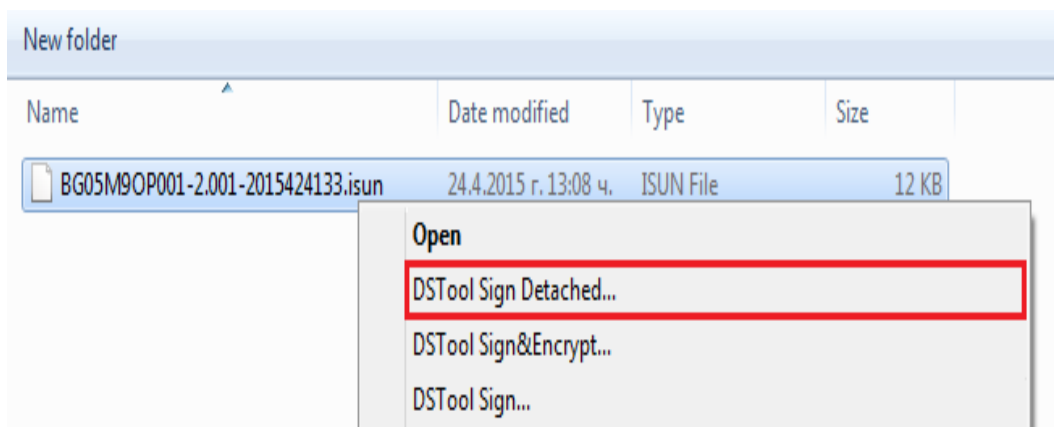 New folder
Name Date modified Type Size
BG05M9OP001-2.001-2015424133.isun 24.4.2015 г. 13:08 ч. ISUN File 12 KB
Open
DSTool Sign Detached...
DSTool Sign&Encrypt...
DSTool Sign...